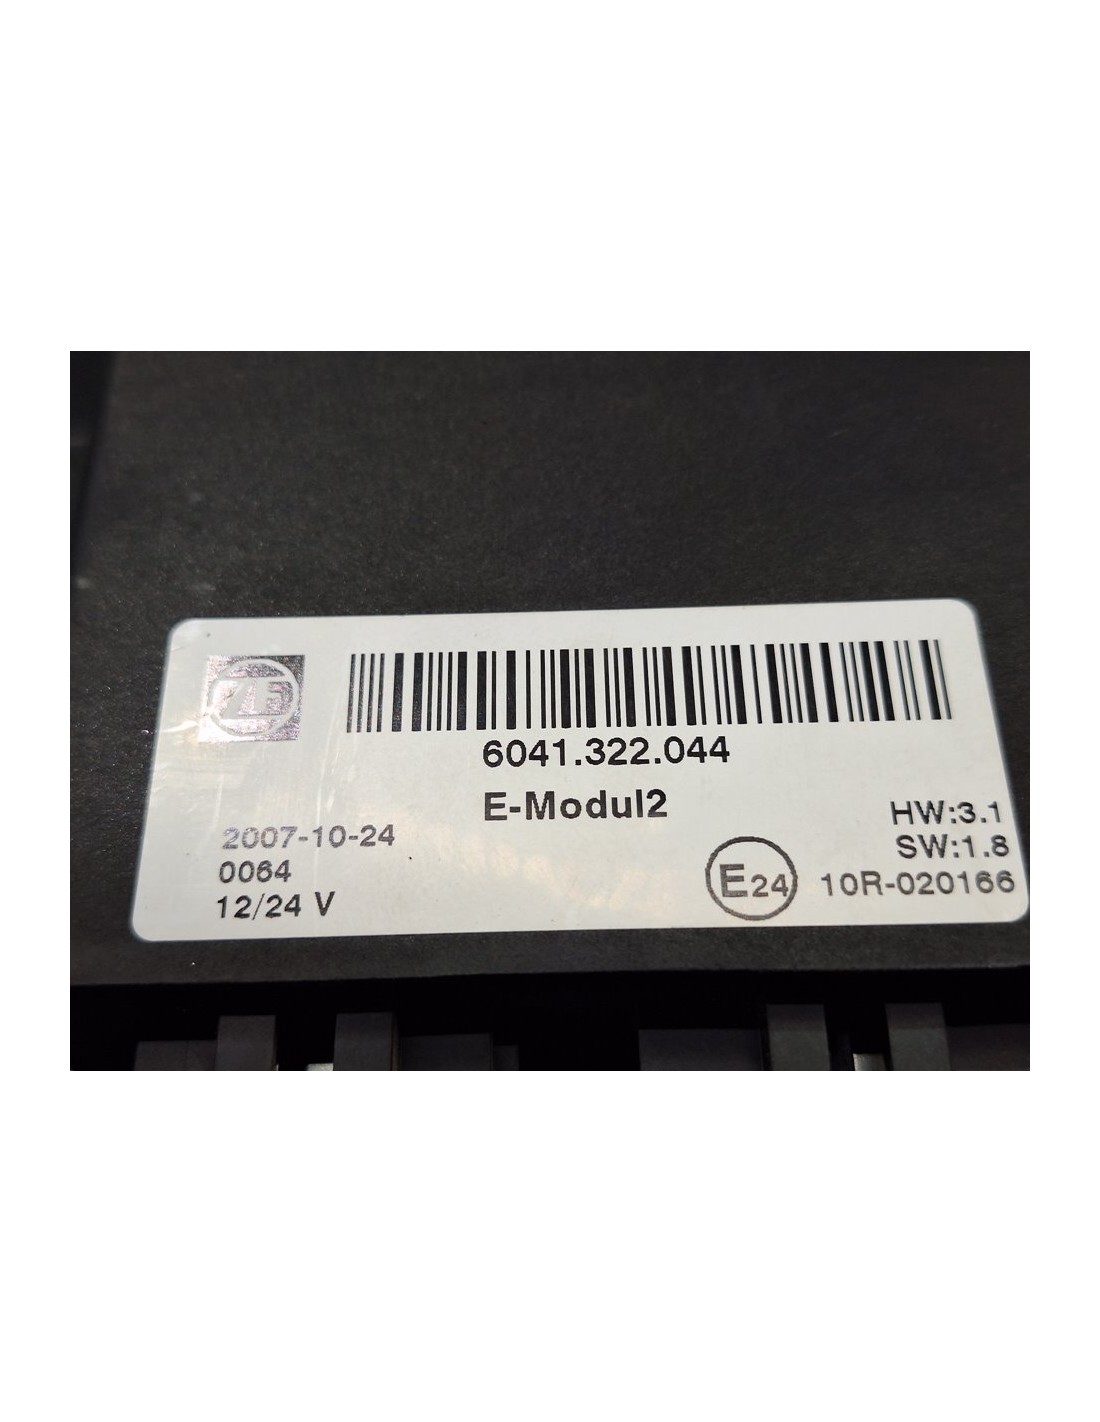 ZF
6041.322.044
E-Modul2
2007-10-24
0064
12/24 V
HW:3.1
SW:1.8
E24 10R-020166